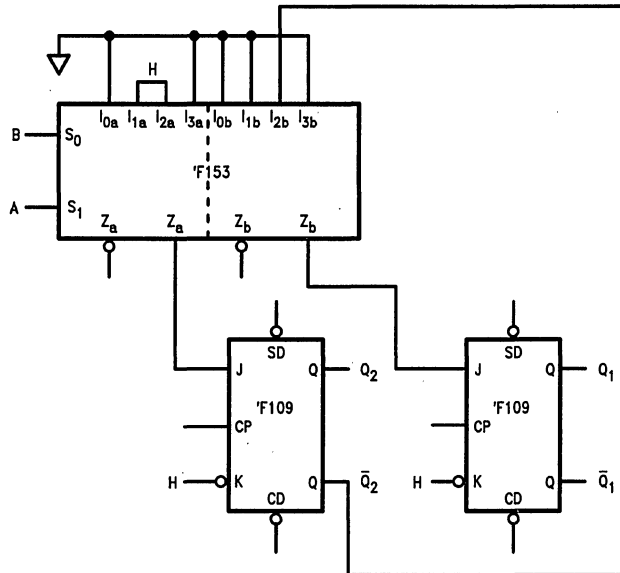 H
I0a I1a I2a I3a I0b I1b I2b I3b
B S0
'F153
A S1
Za Za Zb Zb
SD SD
J Q Q2 J Q Q1
'F109 'F109
CP CP
H K Q Q̄2 H K Q Q̄1
CD CD